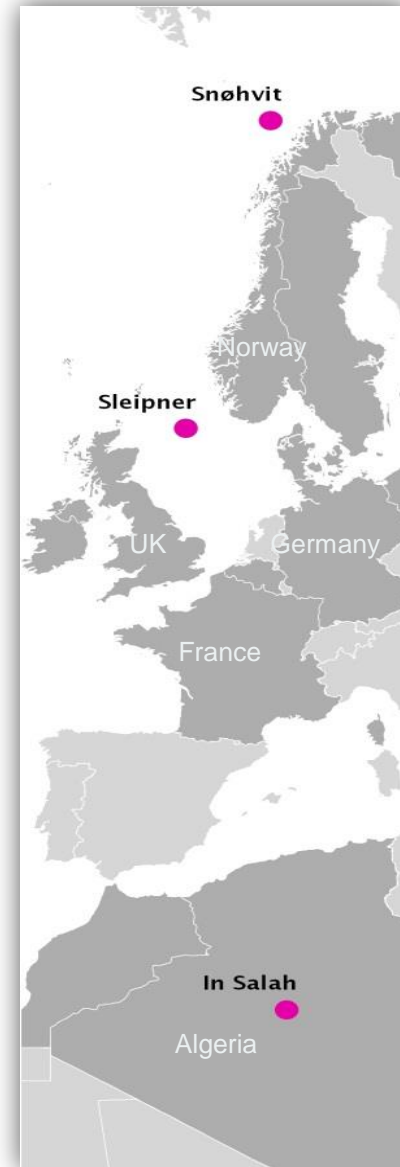 Snøhvit
Norway
Sleipner
UK
Germany
France
In Salah
Algeria